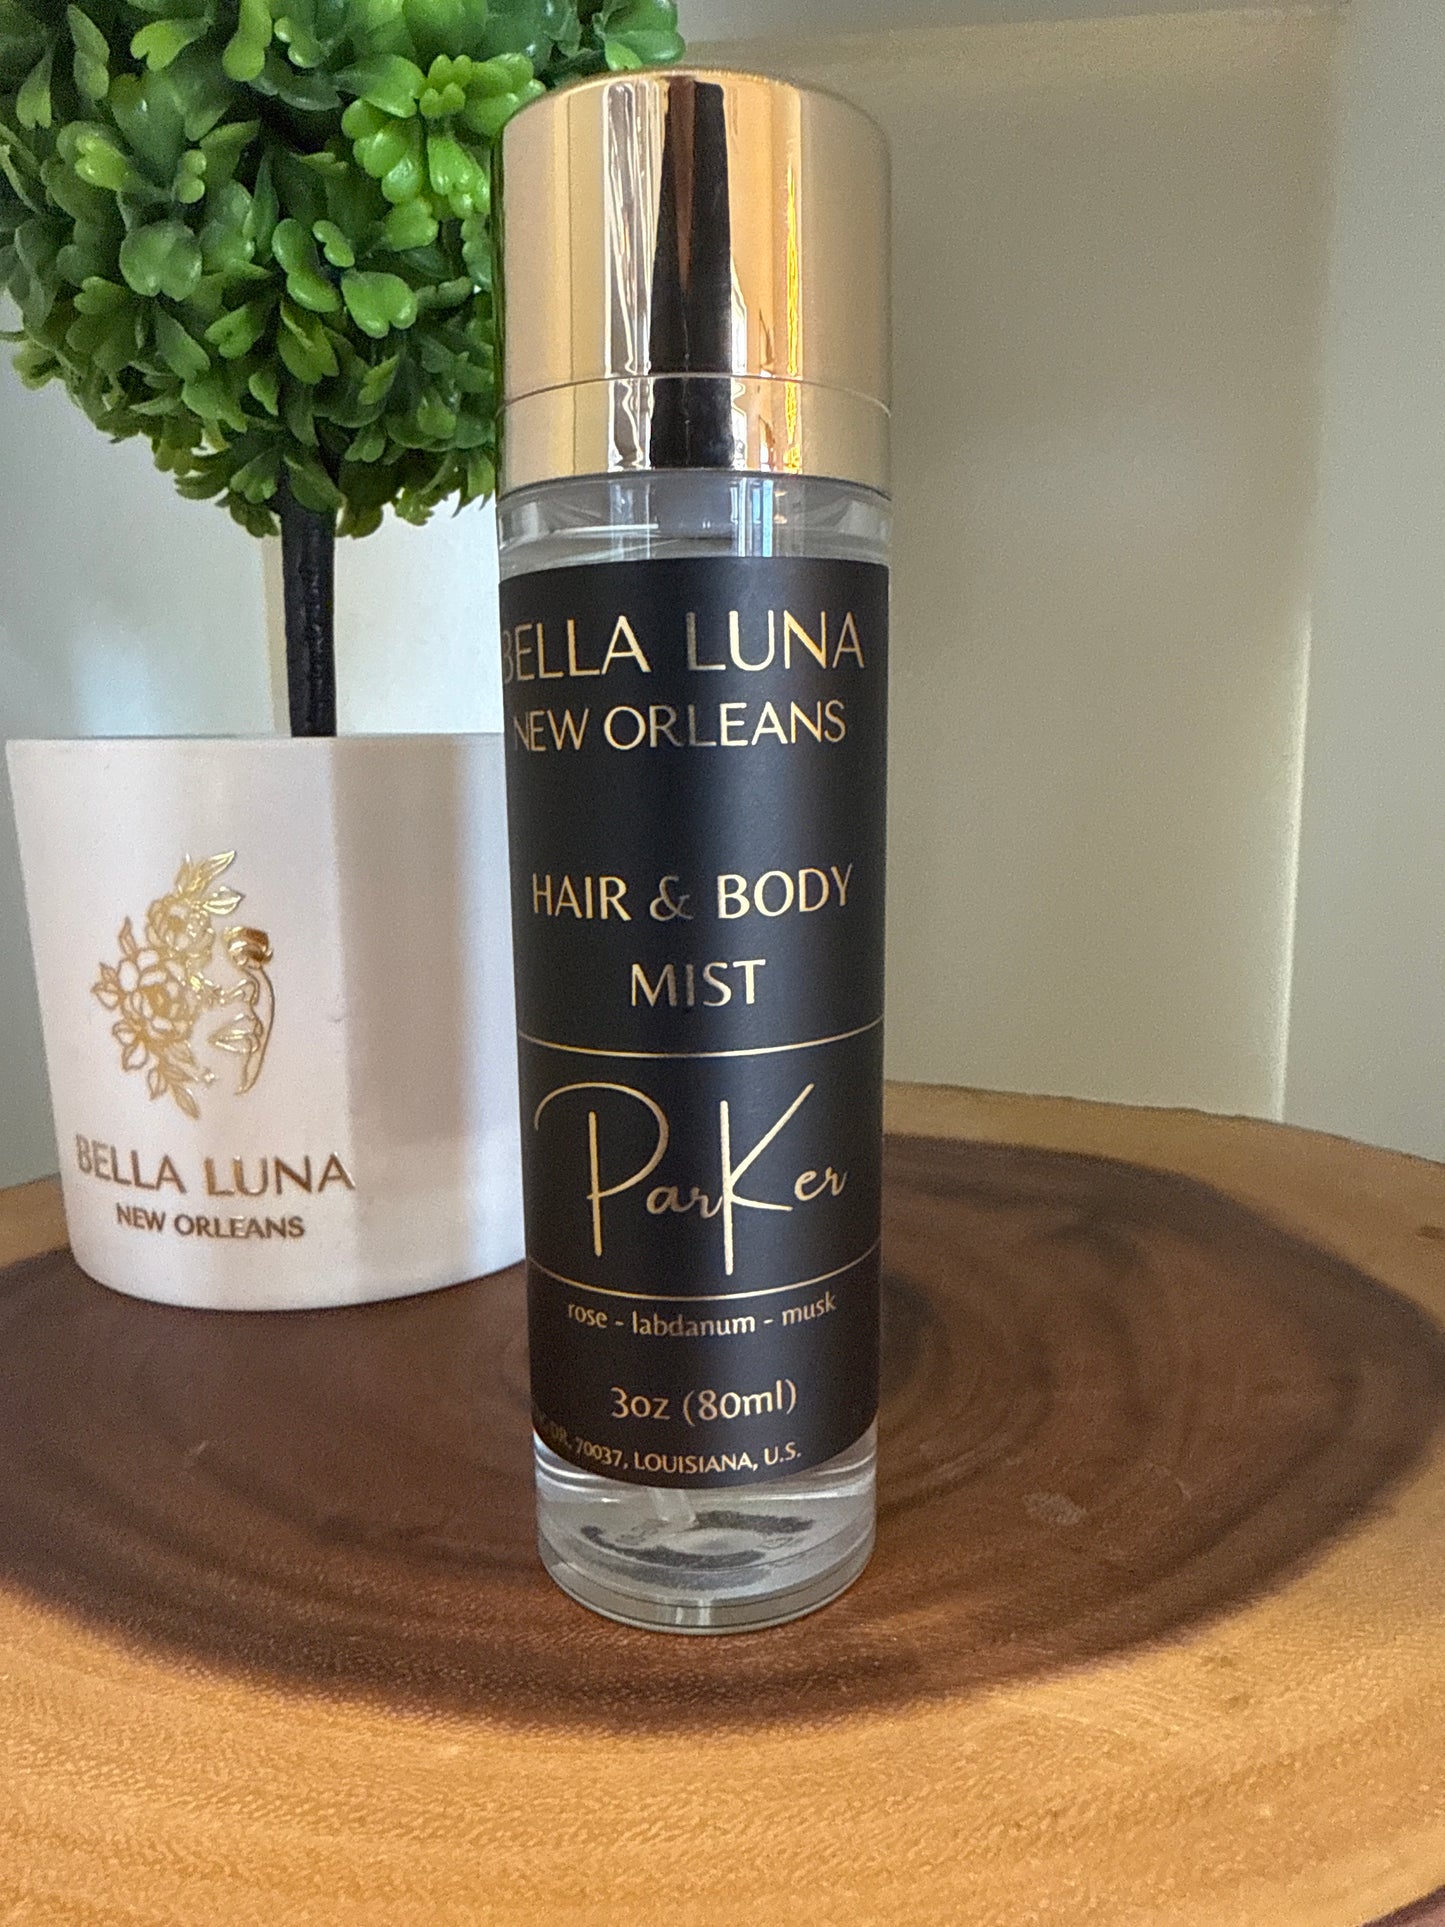 BELLA LUNA
NEW ORLEANS
HAIR & BODY
MIST
ParKer
rose - labdanum - musk
3oz (80ml)
DR, 70037, LOUISIANA, U.S.
BELLA LUNA
NEW ORLEANS